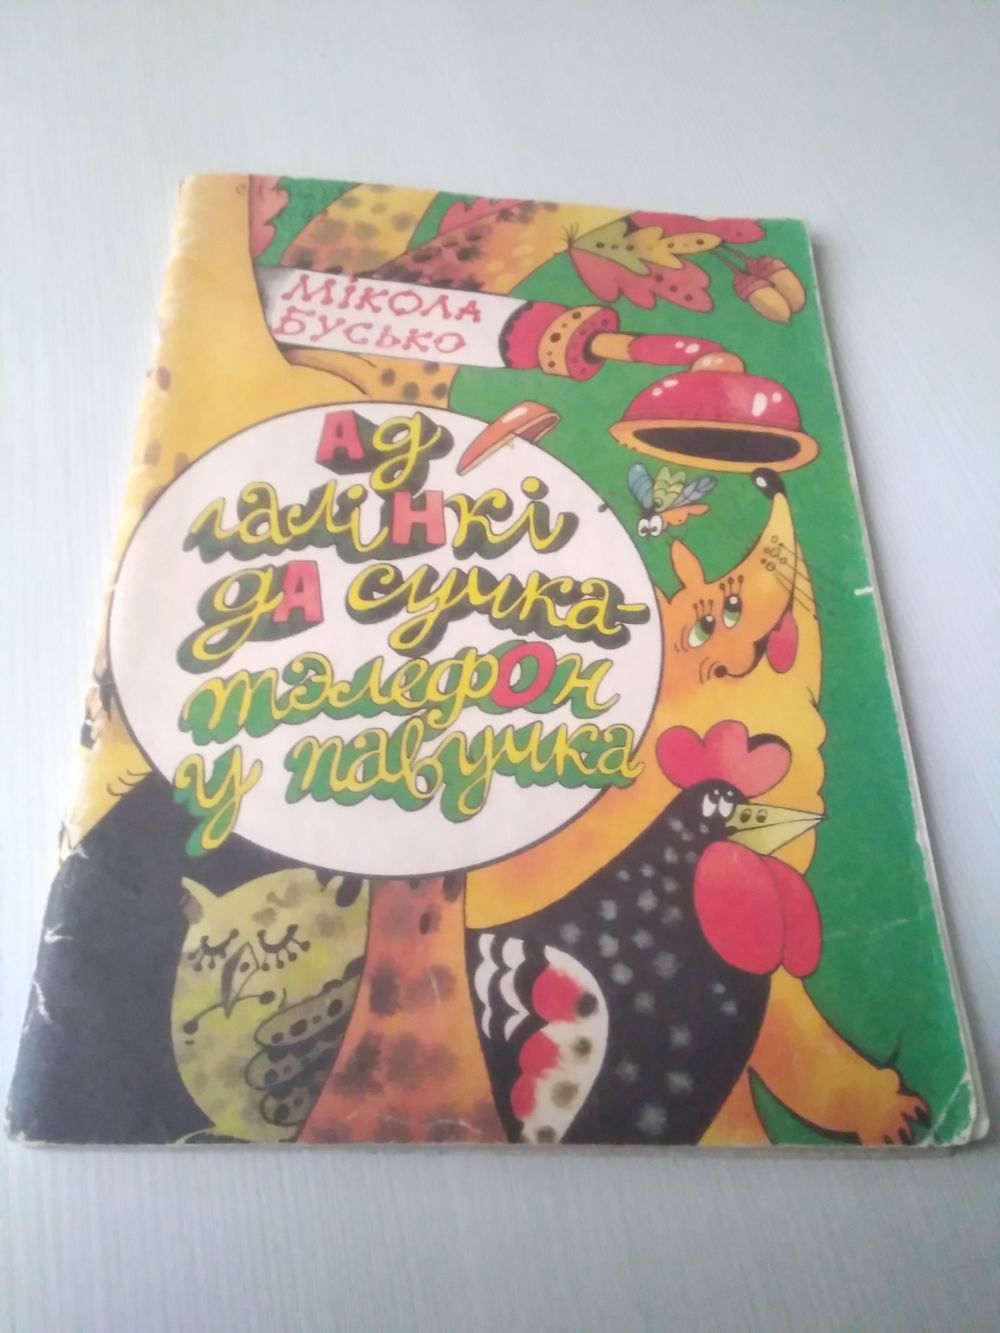 Мікола
Бусько
Ад
галінкі
да сучка-
тэлефон
у павучка